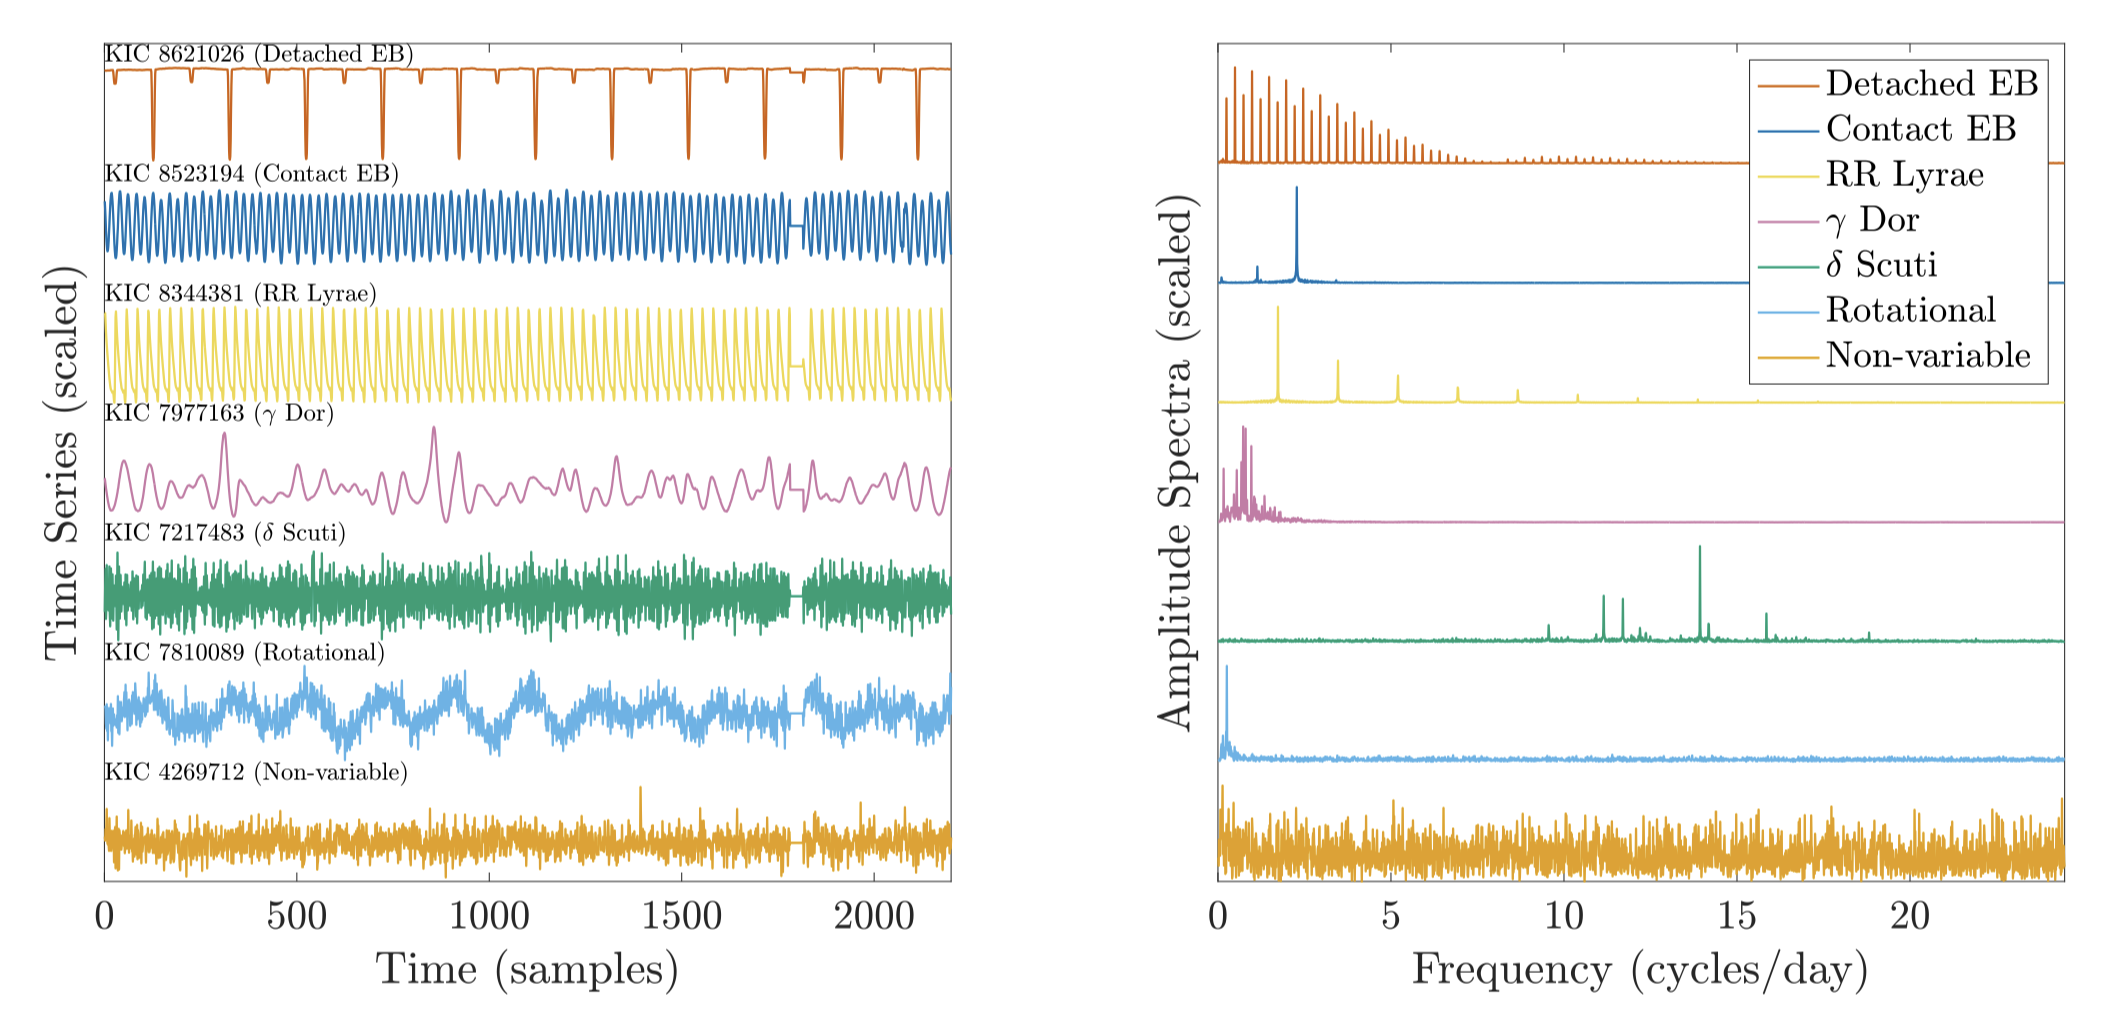 KIC 8621026 (Detached EB)
KIC 8523194 (Contact EB)
KIC 8344381 (RR Lyrae)
KIC 7977163 (γ Dor)
KIC 7217483 (δ Scuti)
KIC 7810089 (Rotational)
KIC 4269712 (Non-variable)
Time Series (scaled)
0 500 1000 1500 2000
Time (samples)
Detached EB
Contact EB
RR Lyrae
γ Dor
δ Scuti
Rotational
Non-variable
Amplitude Spectra (scaled)
0 5 10 15 20
Frequency (cycles/day)